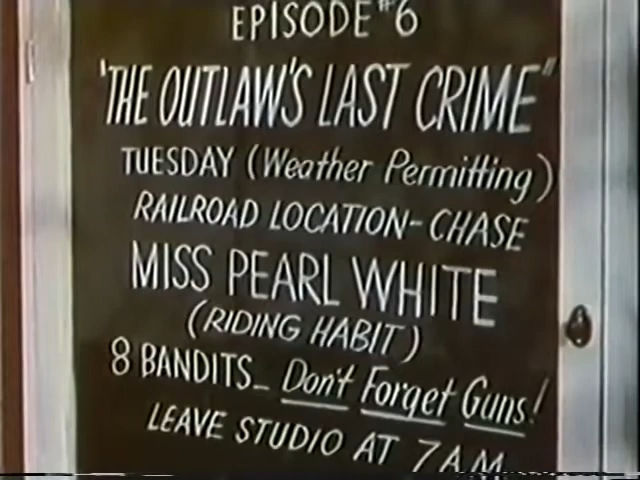 EPISODE #6
"THE OUTLAW'S LAST CRIME"
TUESDAY (Weather Permitting)
RAILROAD LOCATION - CHASE
MISS PEARL WHITE
(RIDING HABIT)
8 BANDITS - Don't Forget Guns!
LEAVE STUDIO AT 7 A.M.